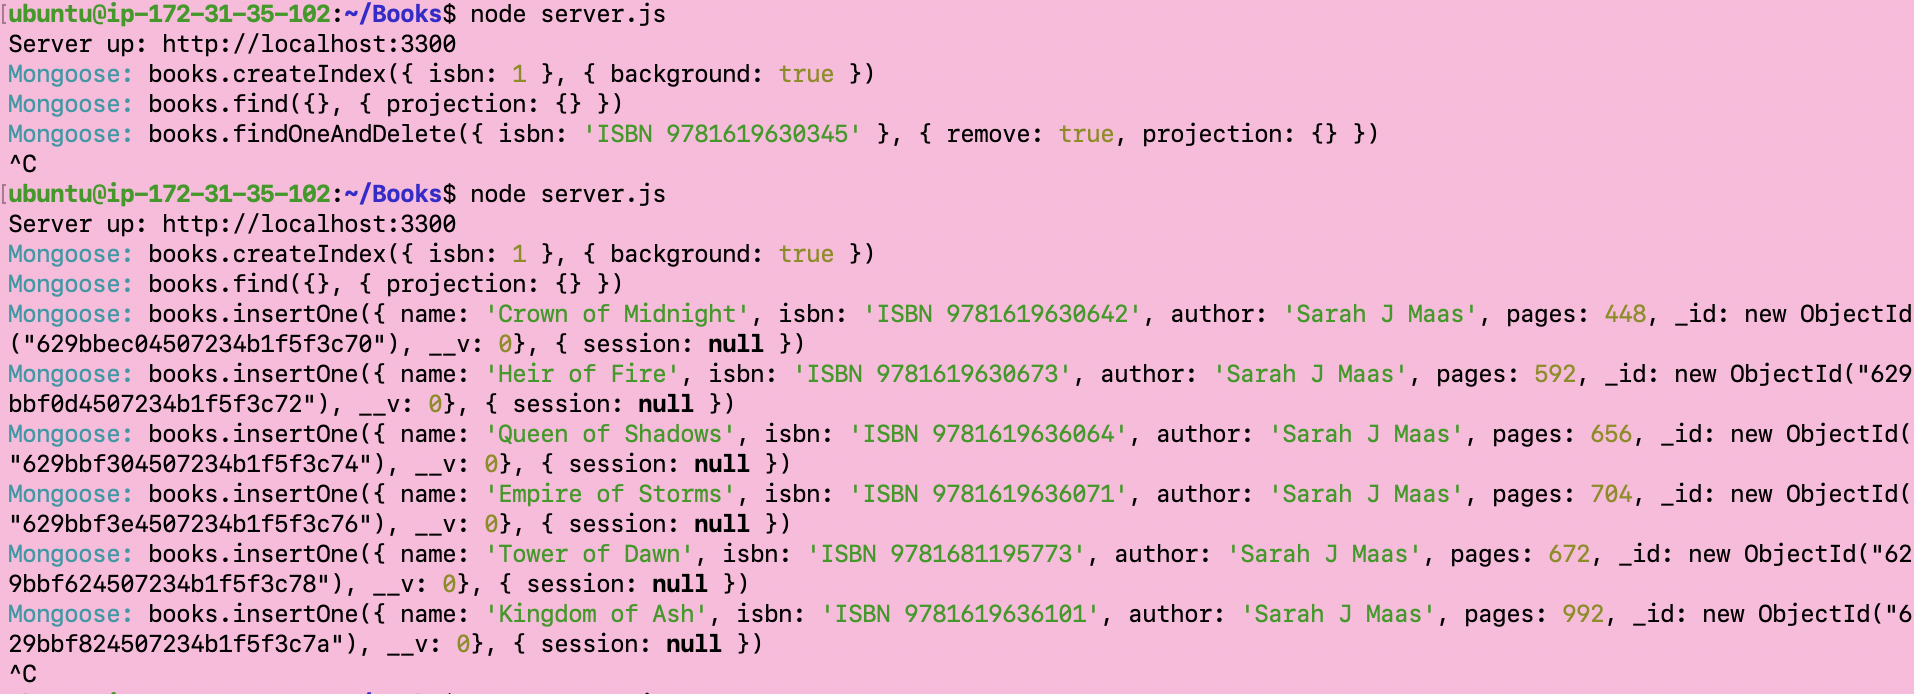 [ubuntu@ip-172-31-35-102:~/Books$ node server.js
Server up: http://localhost:3300
Mongoose: books.createIndex({ isbn: 1 }, { background: true })
Mongoose: books.find({}, { projection: {} })
Mongoose: books.findOneAndDelete({ isbn: 'ISBN 9781619630345' }, { remove: true, projection: {} })
^C
[ubuntu@ip-172-31-35-102:~/Books$ node server.js
Server up: http://localhost:3300
Mongoose: books.createIndex({ isbn: 1 }, { background: true })
Mongoose: books.find({}, { projection: {} })
Mongoose: books.insertOne({ name: 'Crown of Midnight', isbn: 'ISBN 9781619630642', author: 'Sarah J Maas', pages: 448, _id: new ObjectId
("629bbec04507234b1f5f3c70"), __v: 0}, { session: null })
Mongoose: books.insertOne({ name: 'Heir of Fire', isbn: 'ISBN 9781619630673', author: 'Sarah J Maas', pages: 592, _id: new ObjectId("629
bbf0d4507234b1f5f3c72"), __v: 0}, { session: null })
Mongoose: books.insertOne({ name: 'Queen of Shadows', isbn: 'ISBN 9781619636064', author: 'Sarah J Maas', pages: 656, _id: new ObjectId(
"629bbf304507234b1f5f3c74"), __v: 0}, { session: null })
Mongoose: books.insertOne({ name: 'Empire of Storms', isbn: 'ISBN 9781619636071', author: 'Sarah J Maas', pages: 704, _id: new ObjectId(
"629bbf3e4507234b1f5f3c76"), __v: 0}, { session: null })
Mongoose: books.insertOne({ name: 'Tower of Dawn', isbn: 'ISBN 9781681195773', author: 'Sarah J Maas', pages: 672, _id: new ObjectId("62
9bbf624507234b1f5f3c78"), __v: 0}, { session: null })
Mongoose: books.insertOne({ name: 'Kingdom of Ash', isbn: 'ISBN 9781619636101', author: 'Sarah J Maas', pages: 992, _id: new ObjectId("6
29bbf824507234b1f5f3c7a"), __v: 0}, { session: null })
^C